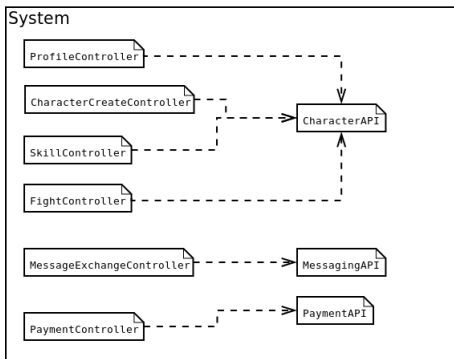 System
ProfileController
CharacterCreateController
CharacterAPI
SkillController
FightController
MessageExchangeController
MessagingAPI
PaymentAPI
PaymentController